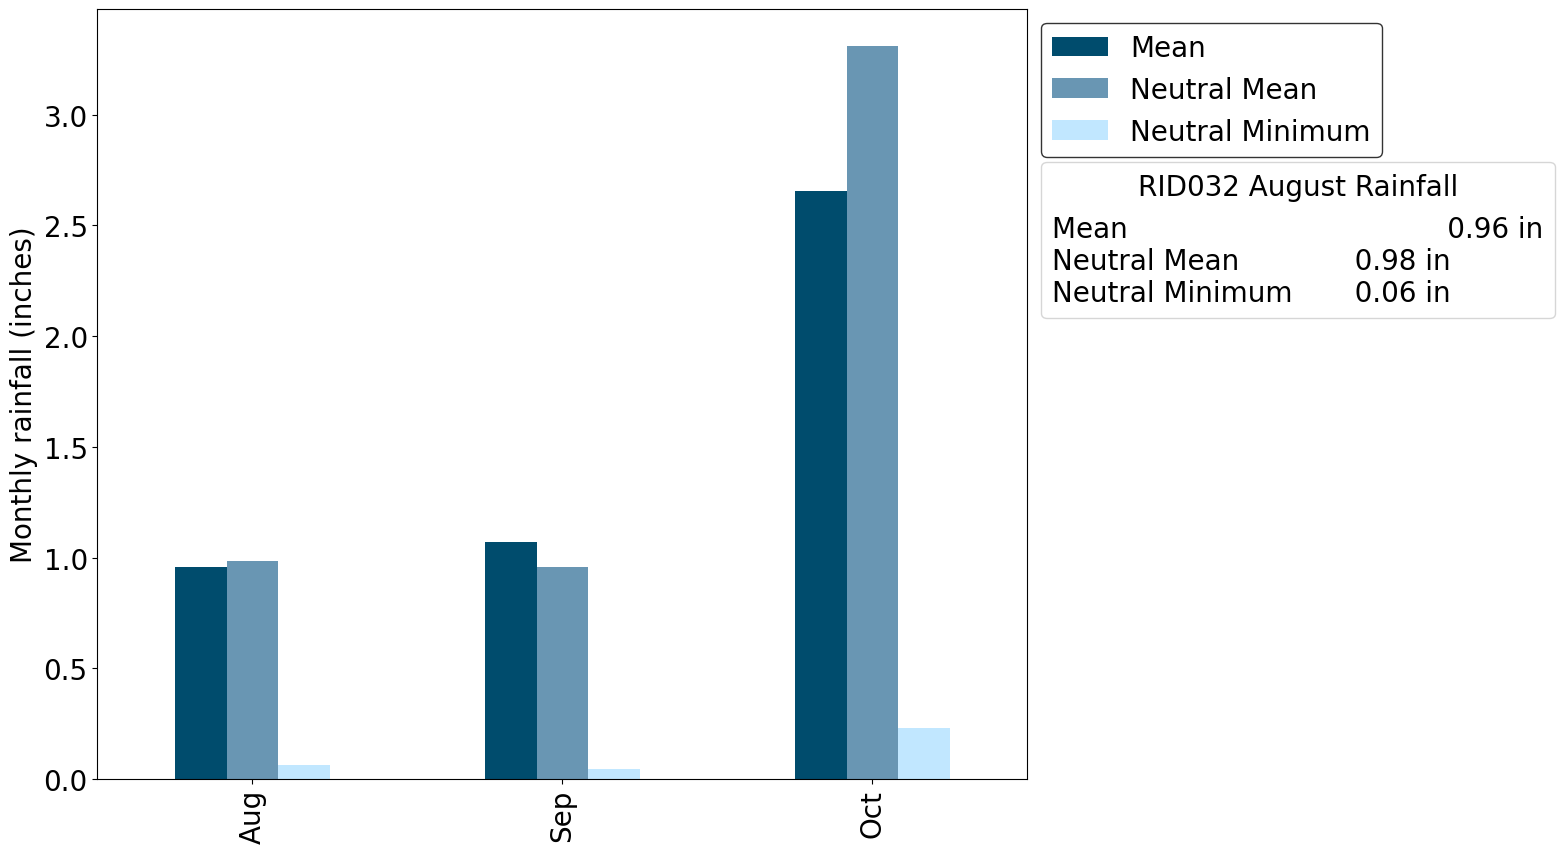 Monthly rainfall (inches)
3.0
2.5
2.0
1.5
1.0
0.5
0.0
Aug
Sep
Oct
Mean
Neutral Mean
Neutral Minimum
RID032 August Rainfall
Mean 0.96 in
Neutral Mean 0.98 in
Neutral Minimum 0.06 in